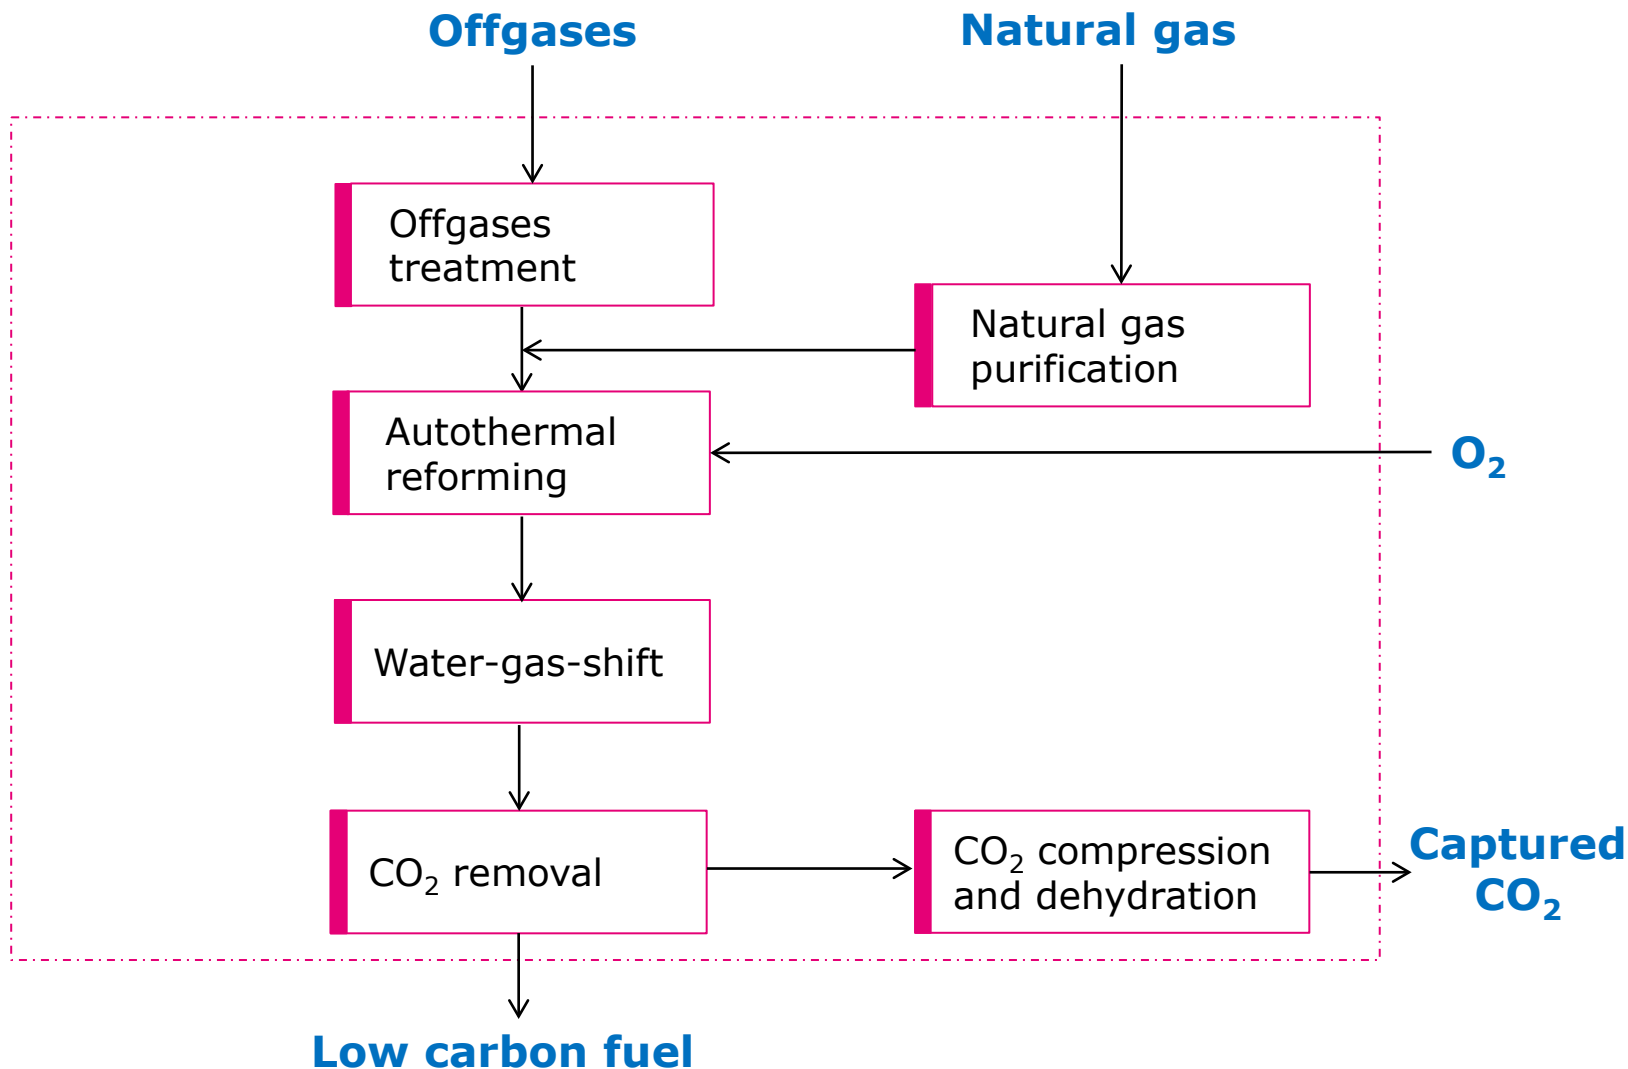 Offgases
Natural gas
Offgases
treatment
Natural gas
purification
Autothermal
reforming
O₂
Water-gas-shift
CO₂ removal
CO₂ compression
and dehydration
Captured
CO₂
Low carbon fuel